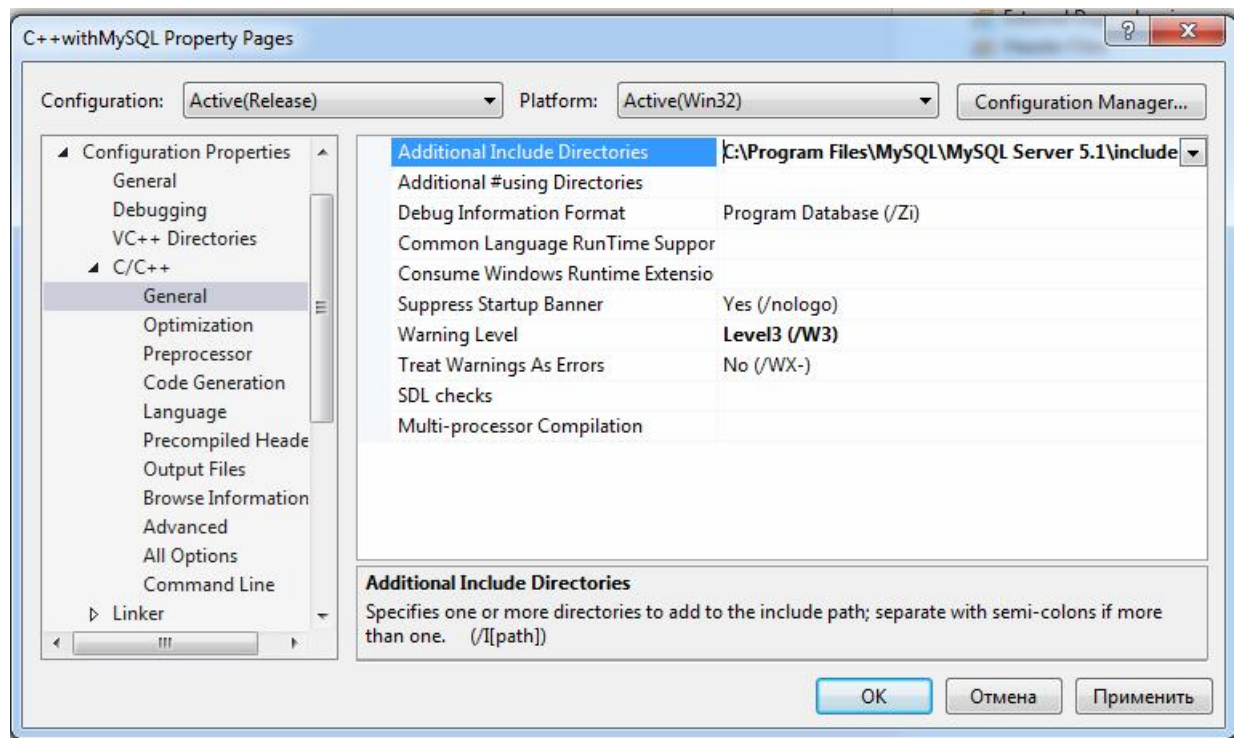 C++withMySQL Property Pages
Configuration: Active(Release) Platform: Active(Win32) Configuration Manager...
Configuration Properties
General
Debugging
VC++ Directories
C/C++
General
Optimization
Preprocessor
Code Generation
Language
Precompiled Heade
Output Files
Browse Information
Advanced
All Options
Command Line
Linker
Additional Include Directories C:\Program Files\MySQL\MySQL Server 5.1\include
Additional #using Directories
Debug Information Format Program Database (/Zi)
Common Language RunTime Suppor
Consume Windows Runtime Extensio
Suppress Startup Banner Yes (/nologo)
Warning Level Level3 (/W3)
Treat Warnings As Errors No (/WX-)
SDL checks
Multi-processor Compilation
Additional Include Directories
Specifies one or more directories to add to the include path; separate with semi-colons if more
than one. (/I[path])
OK Отмена Применить